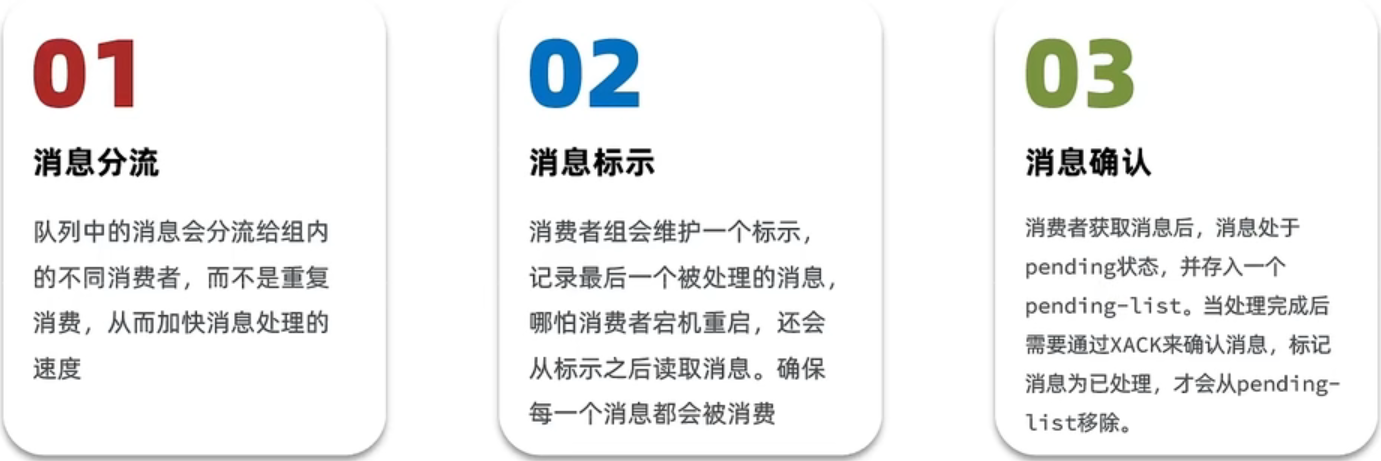 01
消息分流
队列中的消息会分流给组内
的不同消费者，而不是重复
消费，从而加快消息处理的
速度
02
消息标示
消费者组会维护一个标示，
记录最后一个被处理的消息，
哪怕消费者宕机重启，还会
从标示之后读取消息。确保
每一个消息都会被消费
03
消息确认
消费者获取消息后，消息处于
pending状态，并存入一个
pending-list。当处理完成后
需要通过XACK来确认消息，标记
消息为已处理，才会从pending-
list移除。